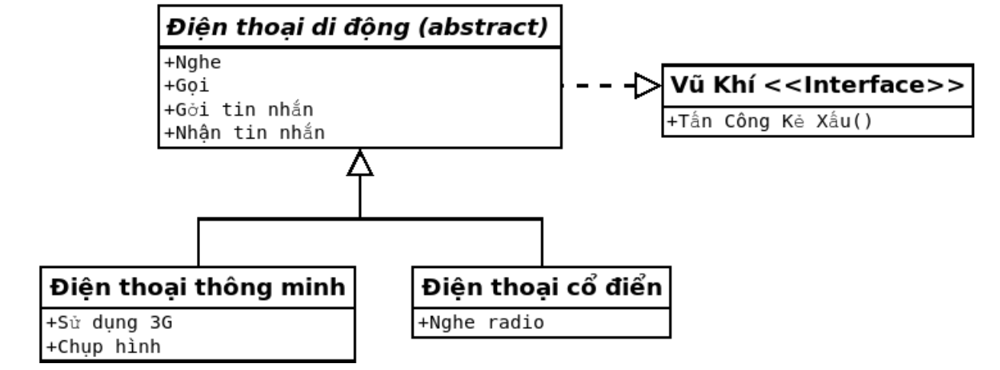 Điện thoại di động (abstract)
+Nghe
+Gọi
+Gởi tin nhắn
+Nhận tin nhắn
Vũ Khí <<Interface>>
+Tấn Công Kẻ Xấu()
Điện thoại thông minh
+Sử dụng 3G
+Chụp hình
Điện thoại cổ điển
+Nghe radio